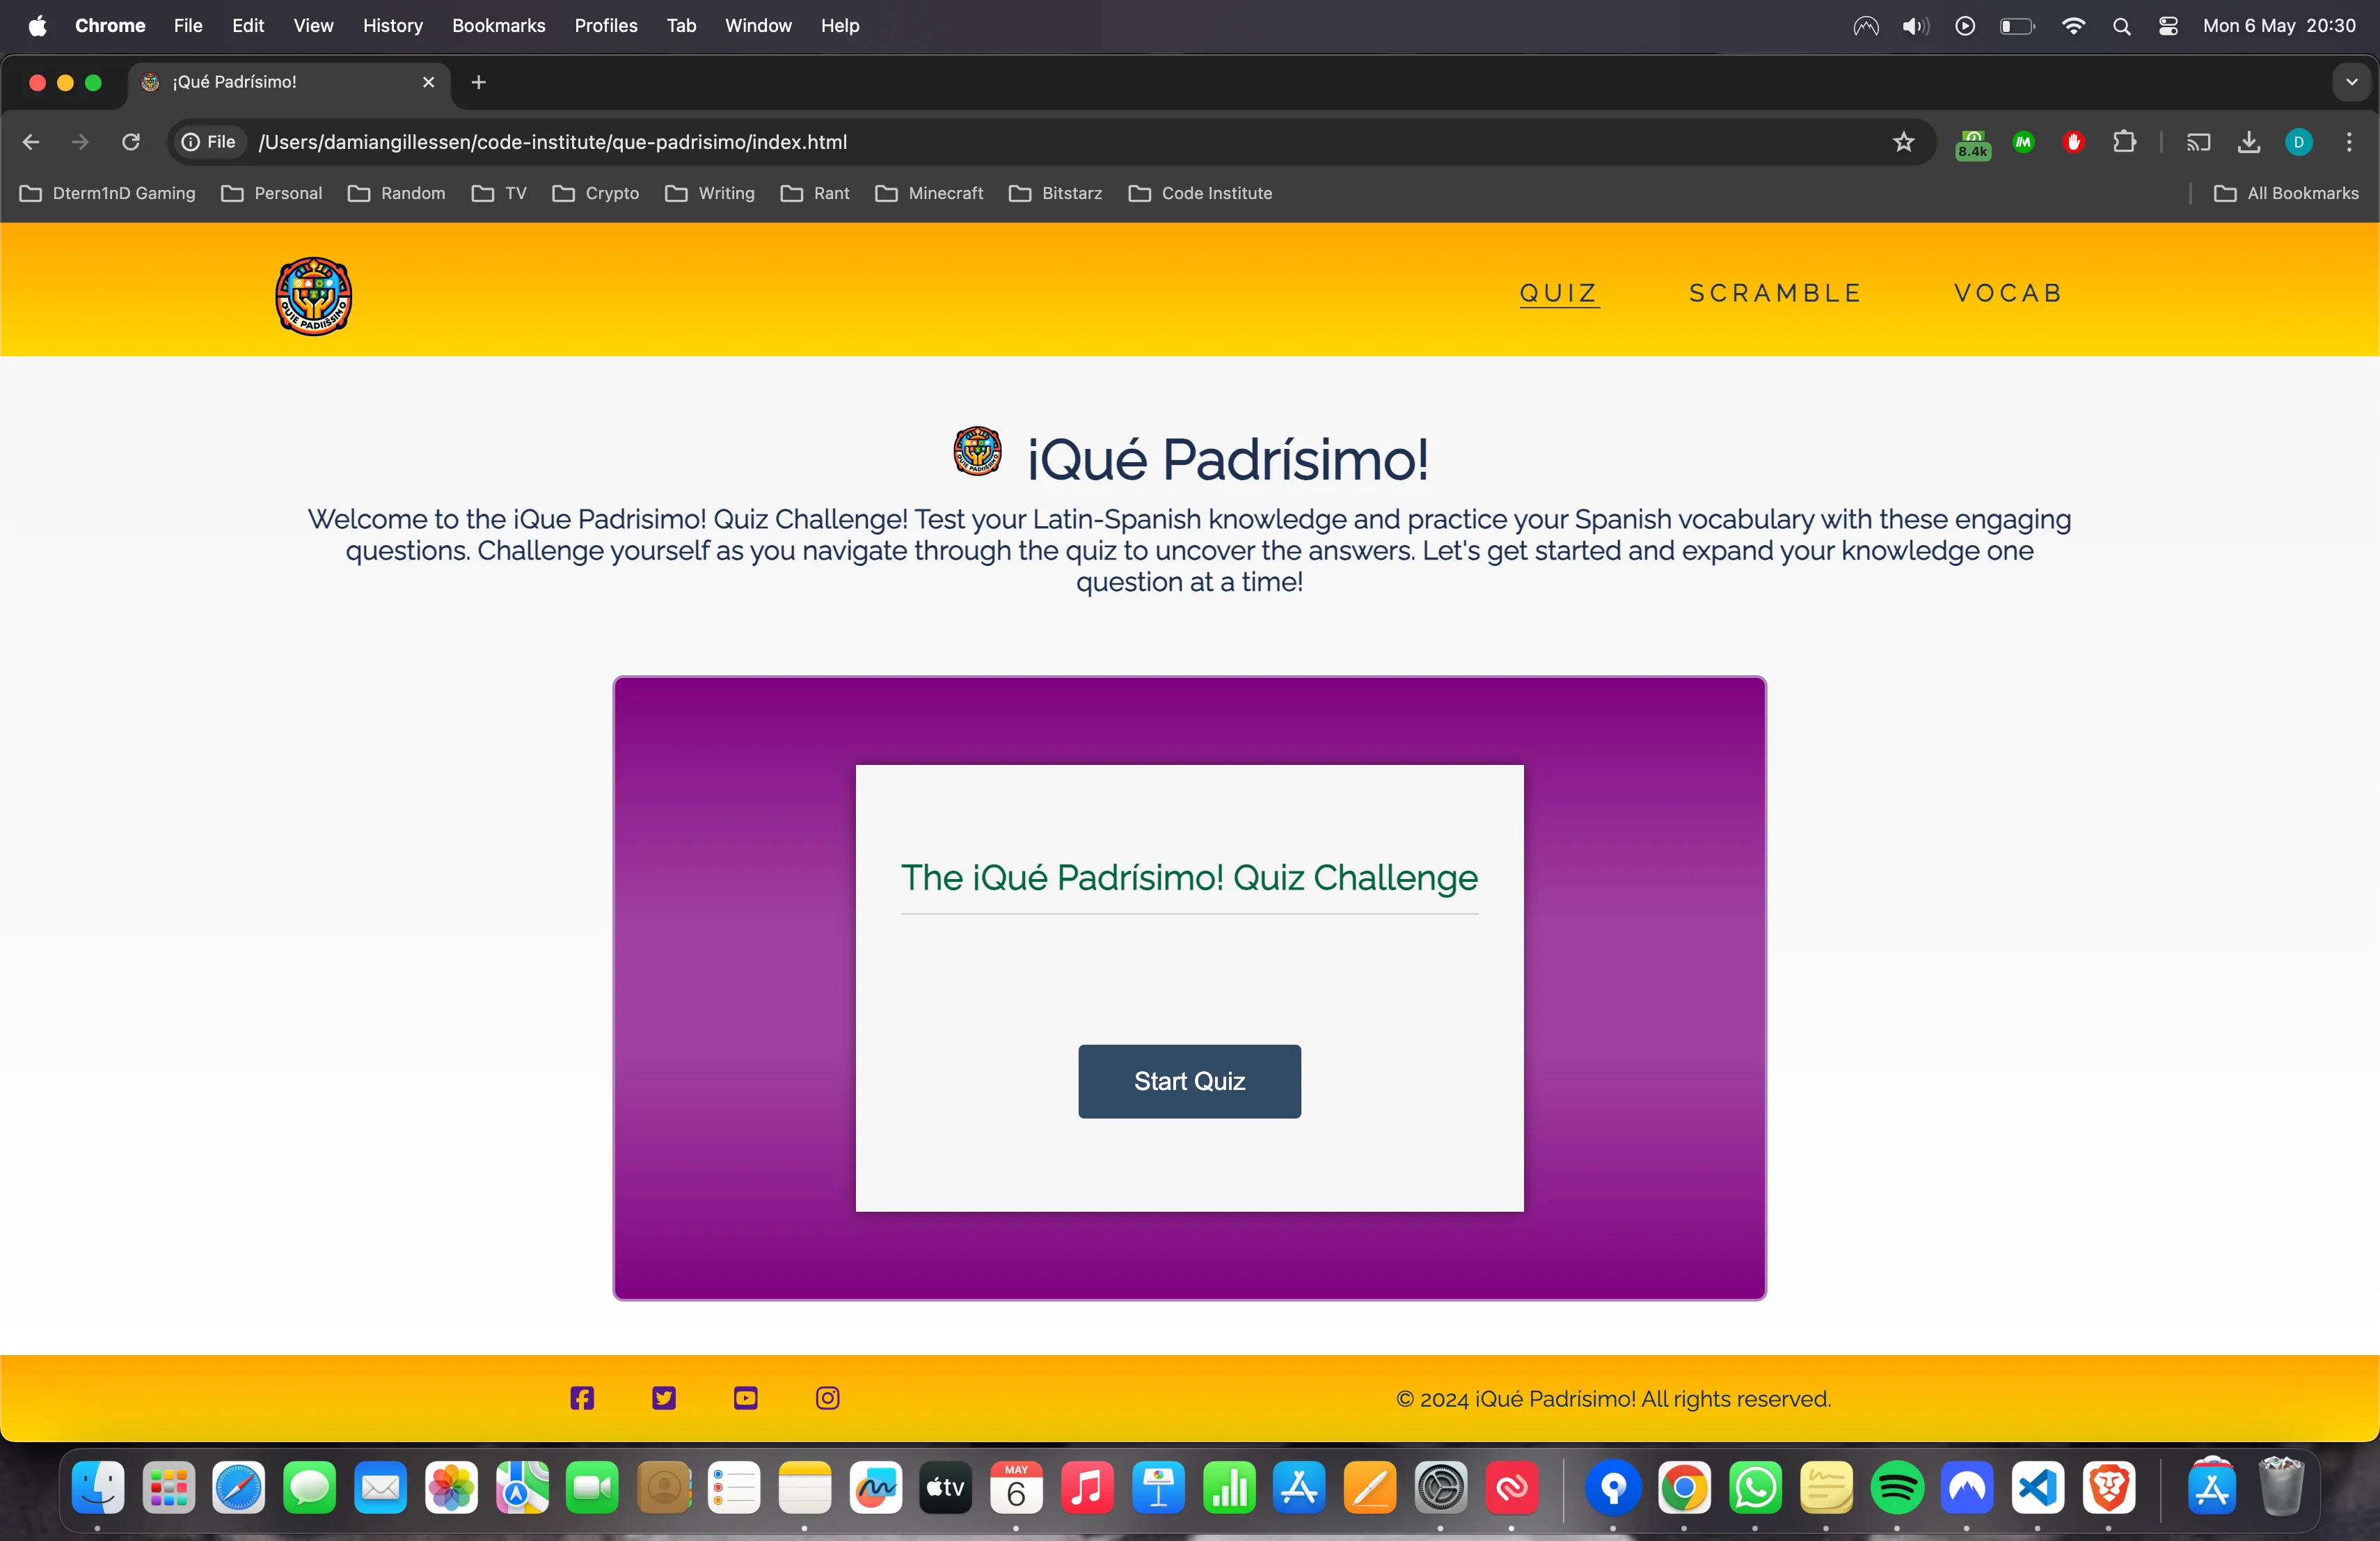 Chrome File Edit View History Bookmarks Profiles Tab Window Help Mon 6 May 20:30
¡Qué Padrísimo!
File /Users/damiangillessen/code-institute/que-padrisimo/index.html 8.4k D
Dterm1nD Gaming Personal Random TV Crypto Writing Rant Minecraft Bitstarz Code Institute All Bookmarks
QUIZ SCRAMBLE VOCAB
¡Qué Padrísimo!
Welcome to the ¡Que Padrisimo! Quiz Challenge! Test your Latin-Spanish knowledge and practice your Spanish vocabulary with these engaging
questions. Challenge yourself as you navigate through the quiz to uncover the answers. Let's get started and expand your knowledge one
question at a time!
The ¡Qué Padrísimo! Quiz Challenge
Start Quiz
© 2024 ¡Qué Padrísimo! All rights reserved.
tv MAY
6